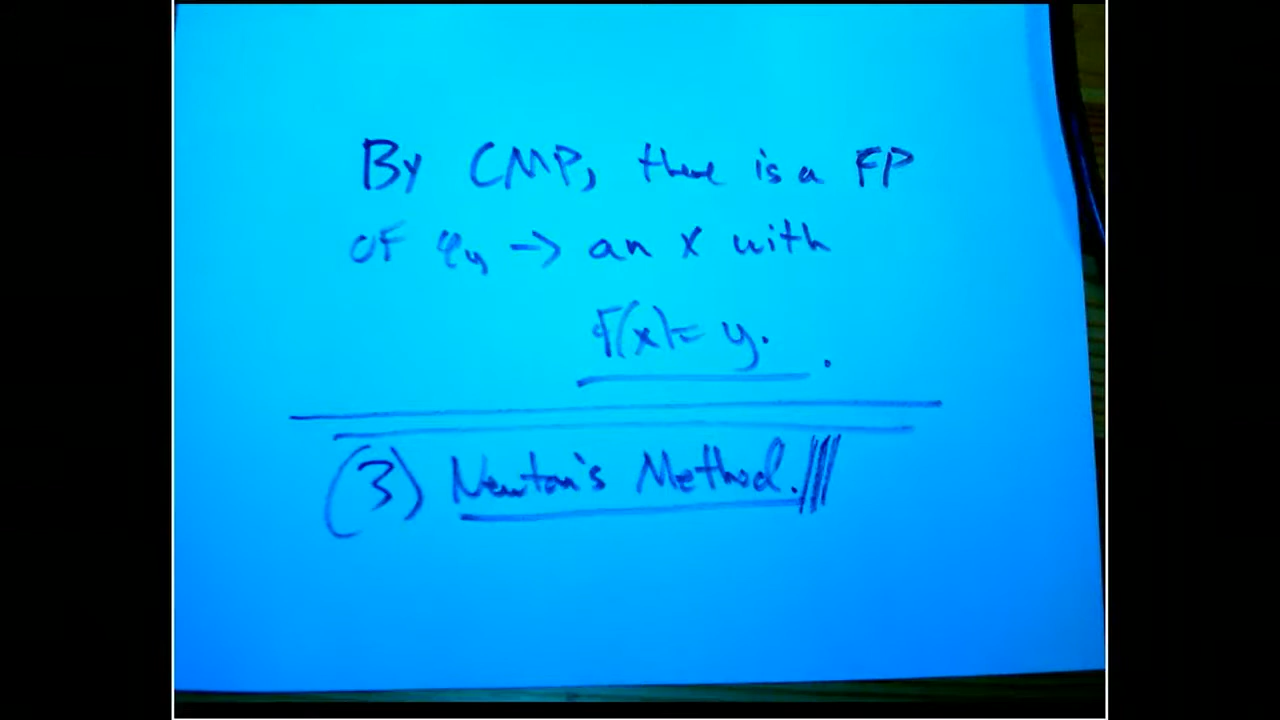 By CMP, there is a FP
of φy → an x with
f(x) = y.
(3) Newton's Method.